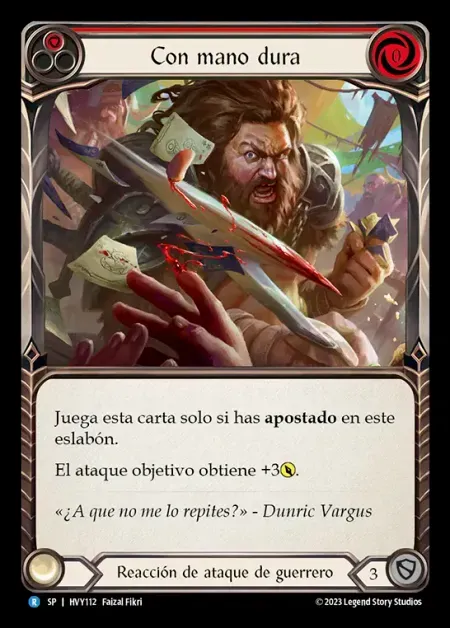 Con mano dura
0
Juega esta carta solo si has apostado en este
eslabón.
El ataque objetivo obtiene +3.
«¿A que no me lo repites?» - Dunric Vargus
Reacción de ataque de guerrero
3
R SP | HVY112 Faizal Fikri
© 2023 Legend Story Studios